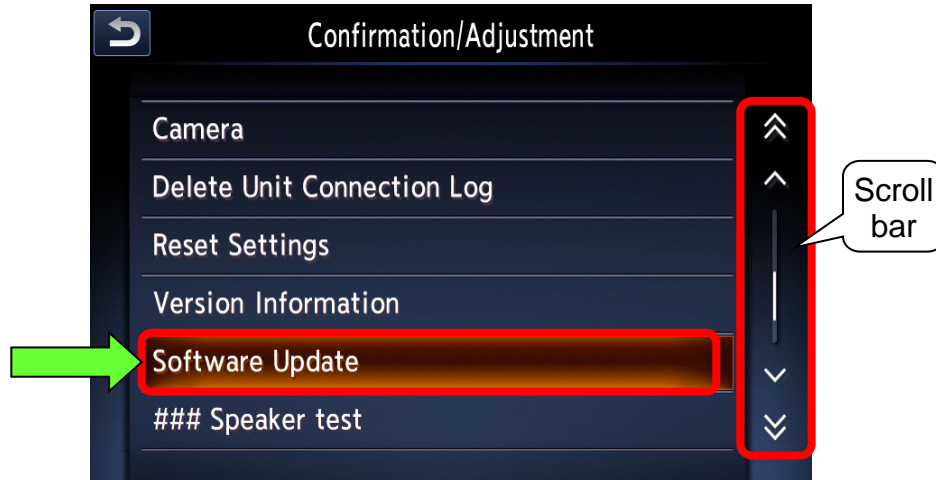 Confirmation/Adjustment
Camera
Delete Unit Connection Log
Reset Settings
Version Information
Software Update
### Speaker test
Scroll
bar